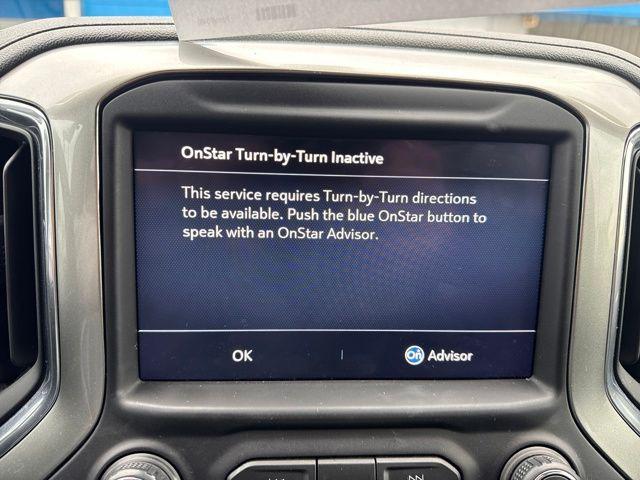 OnStar Turn-by-Turn Inactive
This service requires Turn-by-Turn directions
to be available. Push the blue OnStar button to
speak with an OnStar Advisor.
OK On Advisor